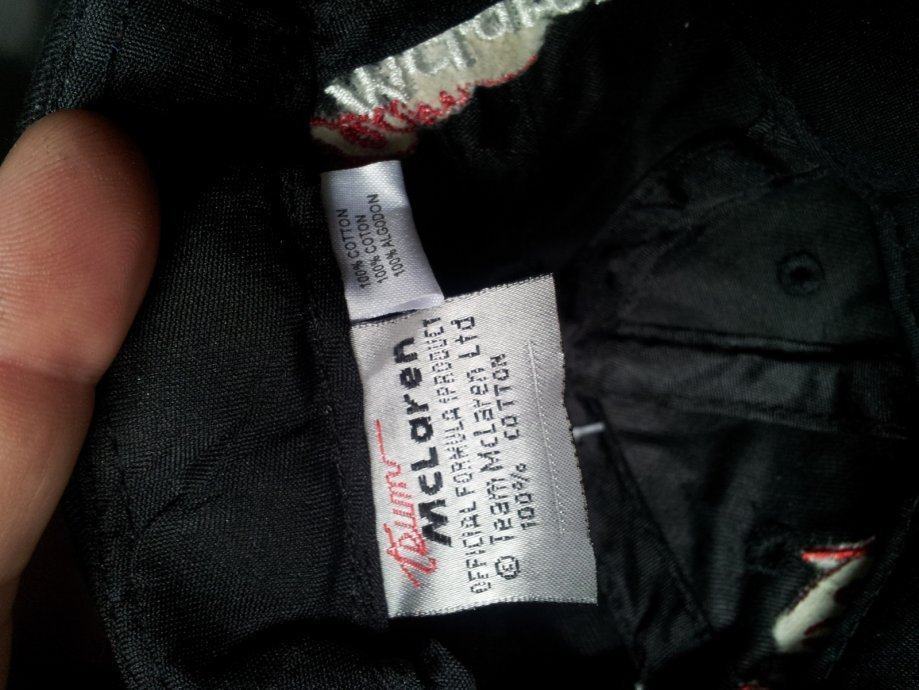 100% COTTON
100% COTON
100% ALGODON
Team
McLaren
OFFICIAL FORMULA 1 PRODUCT
© Team McLaren Ltd
100% COTTON